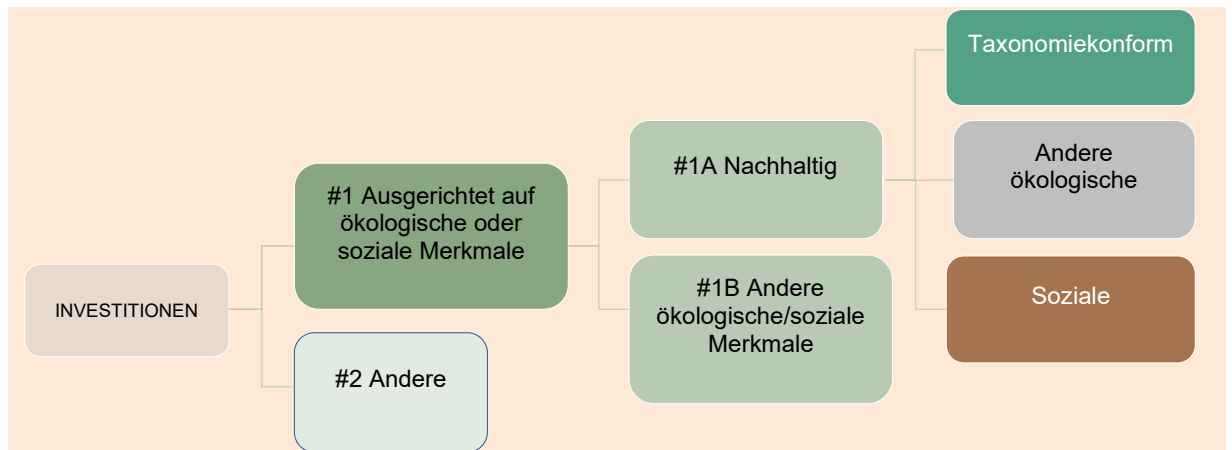 INVESTITIONEN
#1 Ausgerichtet auf
ökologische oder
soziale Merkmale
#2 Andere
#1A Nachhaltig
#1B Andere
ökologische/soziale
Merkmale
Taxonomiekonform
Andere
ökologische
Soziale